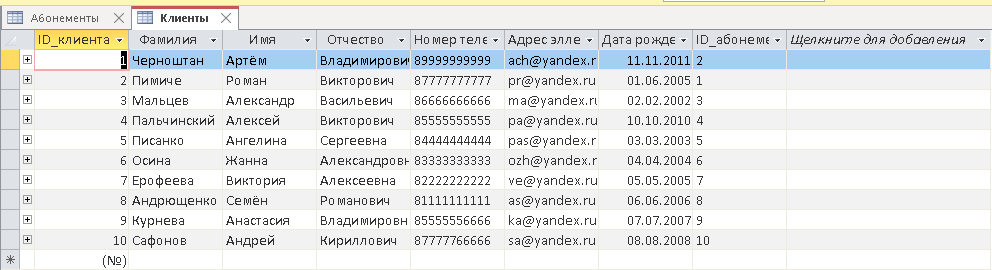 Абонементы Клиенты
ID_клиента Фамилия Имя Отчество Номер теле Адрес элле Дата рожде ID_абонеме Щелкните для добавления
1 Черноштан Артём Владимирович 89999999999 ach@yandex.r 11.11.2011 2
2 Пимиче Роман Викторович 87777777777 pr@yandex.ru 01.06.2005 1
3 Мальцев Александр Васильевич 86666666666 ma@yandex.ru 02.02.2002 3
4 Пальчинский Алексей Викторович 85555555555 pa@yandex.ru 10.10.2010 4
5 Писанко Ангелина Сергеевна 84444444444 pas@yandex.r 03.03.2003 5
6 Осина Жанна Александровн 83333333333 ozh@yandex.r 04.04.2004 6
7 Ерофеева Виктория Алексеевна 82222222222 ve@yandex.ru 05.05.2005 7
8 Андрющенко Семён Романович 81111111111 as@yandex.ru 06.06.2006 8
9 Курнева Анастасия Владимировн 85555556666 ka@yandex.ru 07.07.2007 9
10 Сафонов Андрей Кириллович 87777766666 sa@yandex.ru 08.08.2008 10
(№)